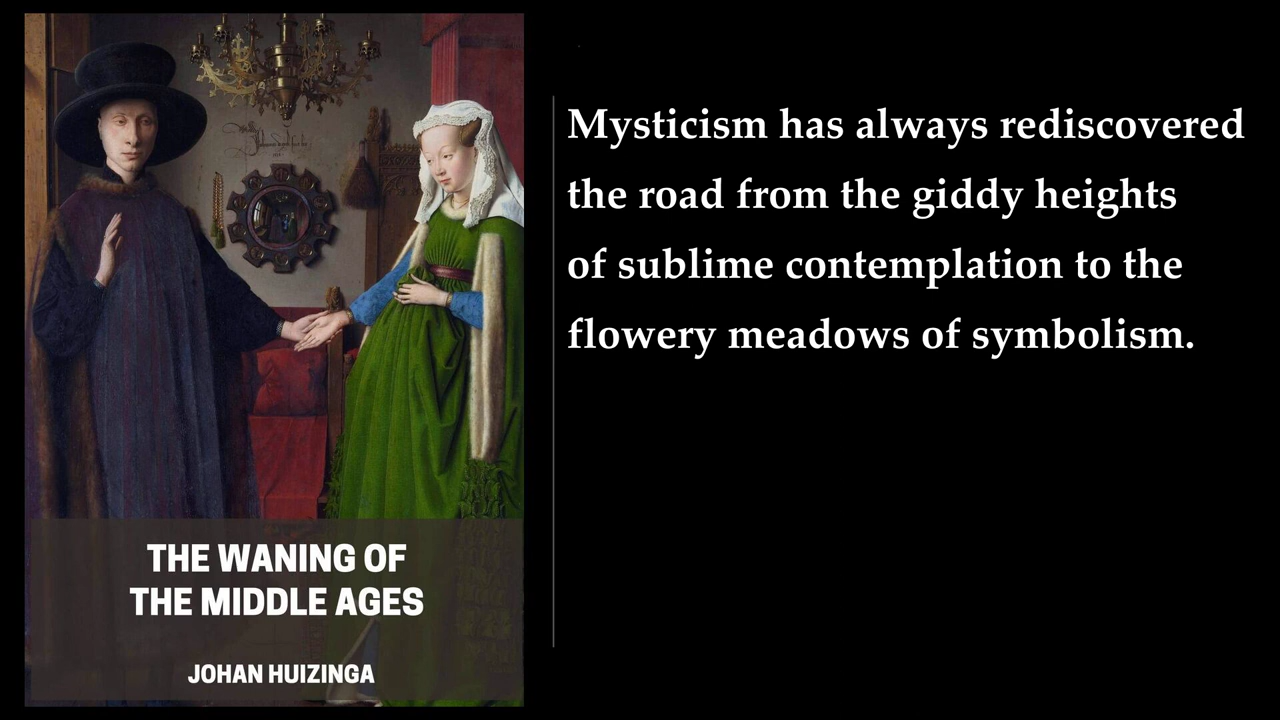 THE WANING OF
THE MIDDLE AGES
JOHAN HUIZINGA
Mysticism has always rediscovered
the road from the giddy heights
of sublime contemplation to the
flowery meadows of symbolism.